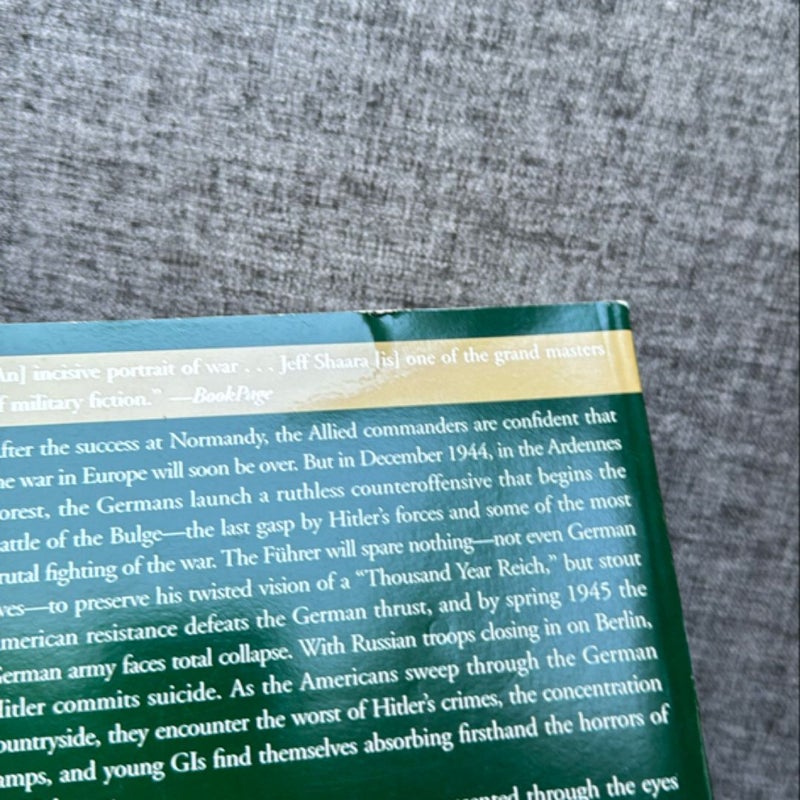 An] incisive portrait of war . . . Jeff Shaara [is] one of the grand masters
f military fiction." —BookPage
fter the success at Normandy, the Allied commanders are confident that
he war in Europe will soon be over. But in December 1944, in the Ardennes
orest, the Germans launch a ruthless counteroffensive that begins the
attle of the Bulge—the last gasp by Hitler's forces and some of the most
rutal fighting of the war. The Führer will spare nothing—not even German
ves—to preserve his twisted vision of a "Thousand Year Reich," but stout
merican resistance defeats the German thrust, and by spring 1945 the
erman army faces total collapse. With Russian troops closing in on Berlin,
itler commits suicide. As the Americans sweep through the German
ountryside, they encounter the worst of Hitler's crimes, the concentration
amps, and young GIs find themselves absorbing firsthand the horrors of
through the eyes